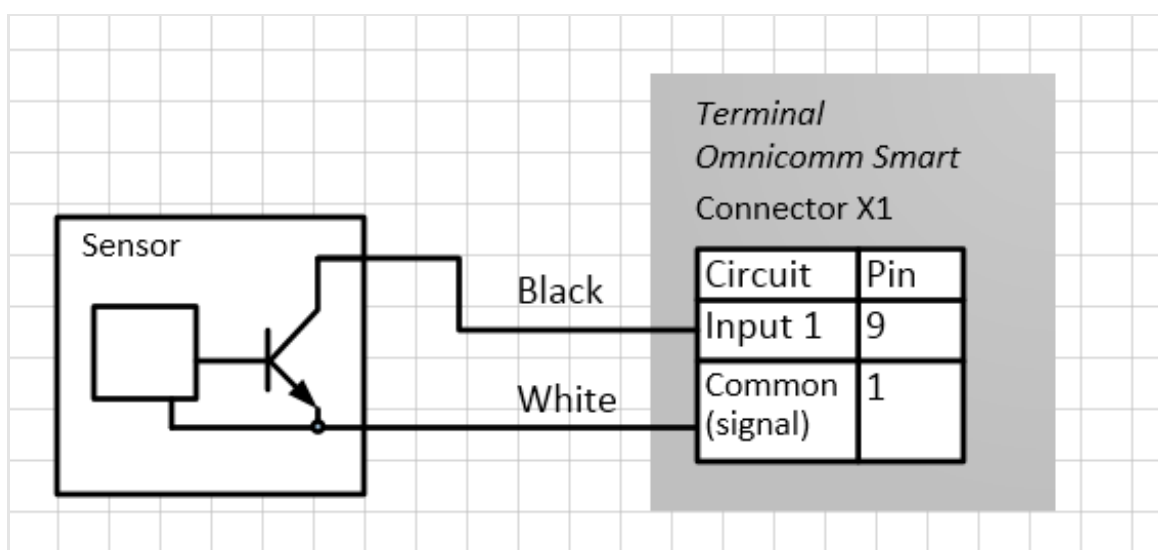 Terminal
Omnicomm Smart
Connector X1
Sensor
Circuit Pin
Black
Input 1 9
White
Common 1
(signal)